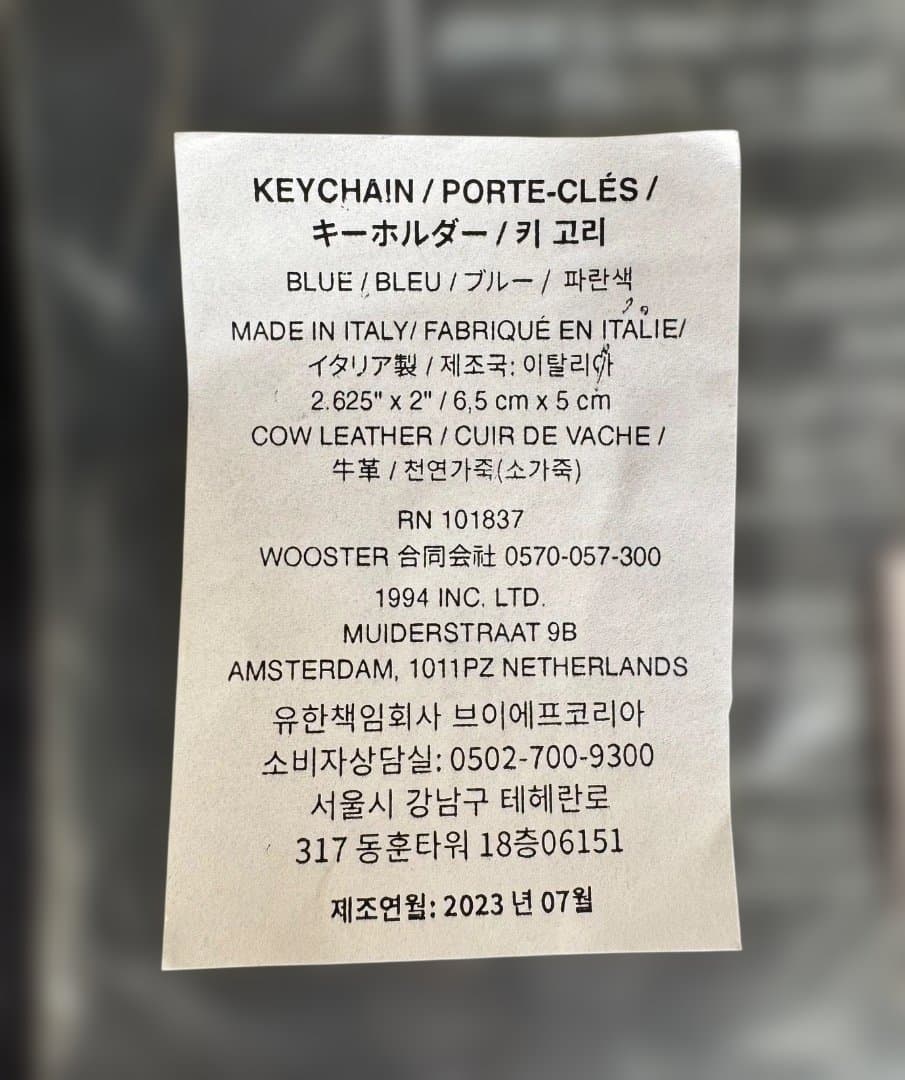 KEYCHAIN / PORTE-CLÉS /
キーホルダー / 키 고리
BLUE / BLEU / ブルー / 파란색
MADE IN ITALY/ FABRIQUÉ EN ITALIE/
イタリア製 / 제조국: 이탈리아
2.625" x 2" / 6,5 cm x 5 cm
COW LEATHER / CUIR DE VACHE /
牛革 / 천연가죽(소가죽)
RN 101837
WOOSTER 合同会社 0570-057-300
1994 INC. LTD.
MUIDERSTRAAT 9B
AMSTERDAM, 1011PZ NETHERLANDS
유한책임회사 브이에프코리아
소비자상담실: 0502-700-9300
서울시 강남구 테헤란로
317 동훈타워 18층06151
제조연월: 2023 년 07월